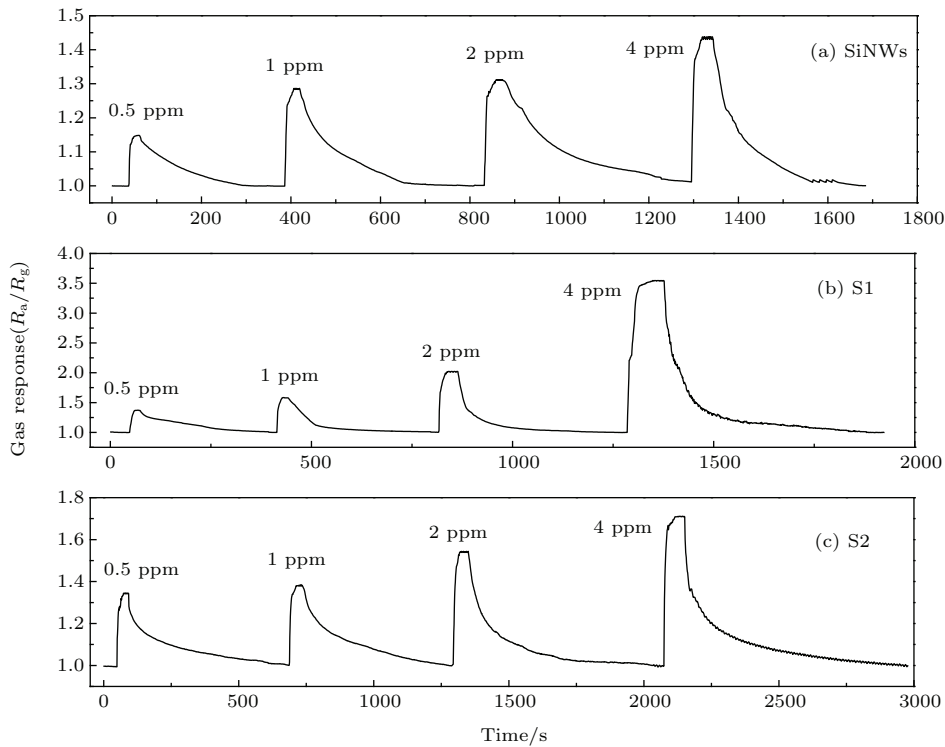 Gas response(Ra/Rg)
1.5
1.4
1.3
1.2
1.1
1.0
0.5 ppm
1 ppm
2 ppm
4 ppm
(a) SiNWs
0 200 400 600 800 1000 1200 1400 1600 1800
4.0
3.5
3.0
2.5
2.0
1.5
1.0
0.5 ppm
1 ppm
2 ppm
4 ppm
(b) S1
0 500 1000 1500 2000
1.8
1.6
1.4
1.2
1.0
0.5 ppm
1 ppm
2 ppm
4 ppm
(c) S2
0 500 1000 1500 2000 2500 3000
Time/s